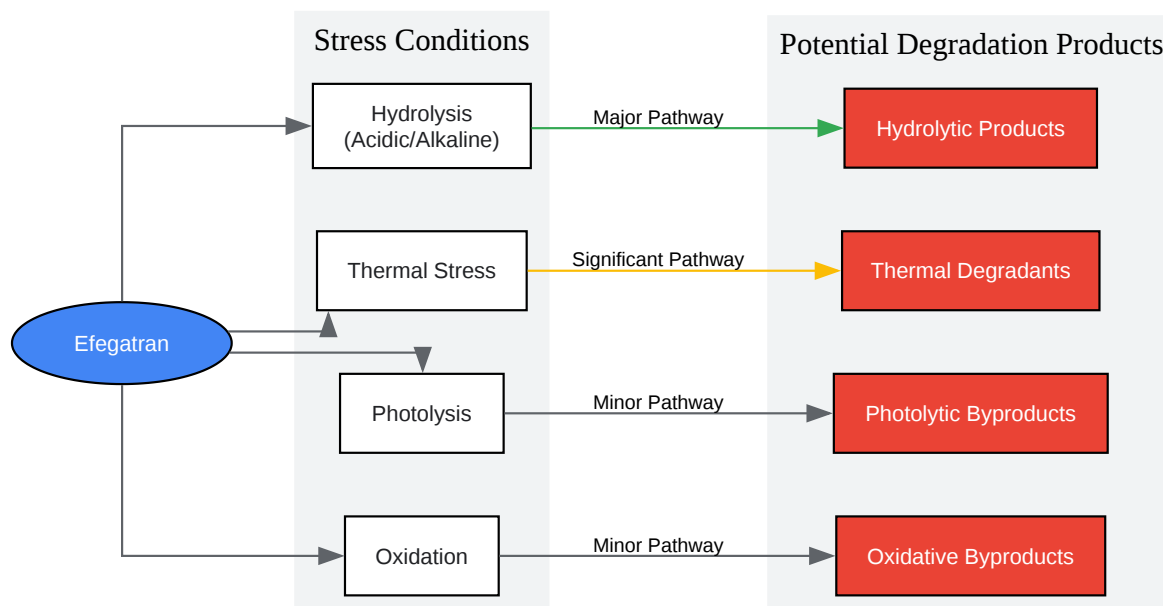 Stress Conditions
Potential Degradation Products
Hydrolysis
(Acidic/Alkaline)
Major Pathway
Hydrolytic Products
Thermal Stress
Significant Pathway
Thermal Degradants
Efegatran
Photolysis
Minor Pathway
Photolytic Byproducts
Oxidation
Minor Pathway
Oxidative Byproducts